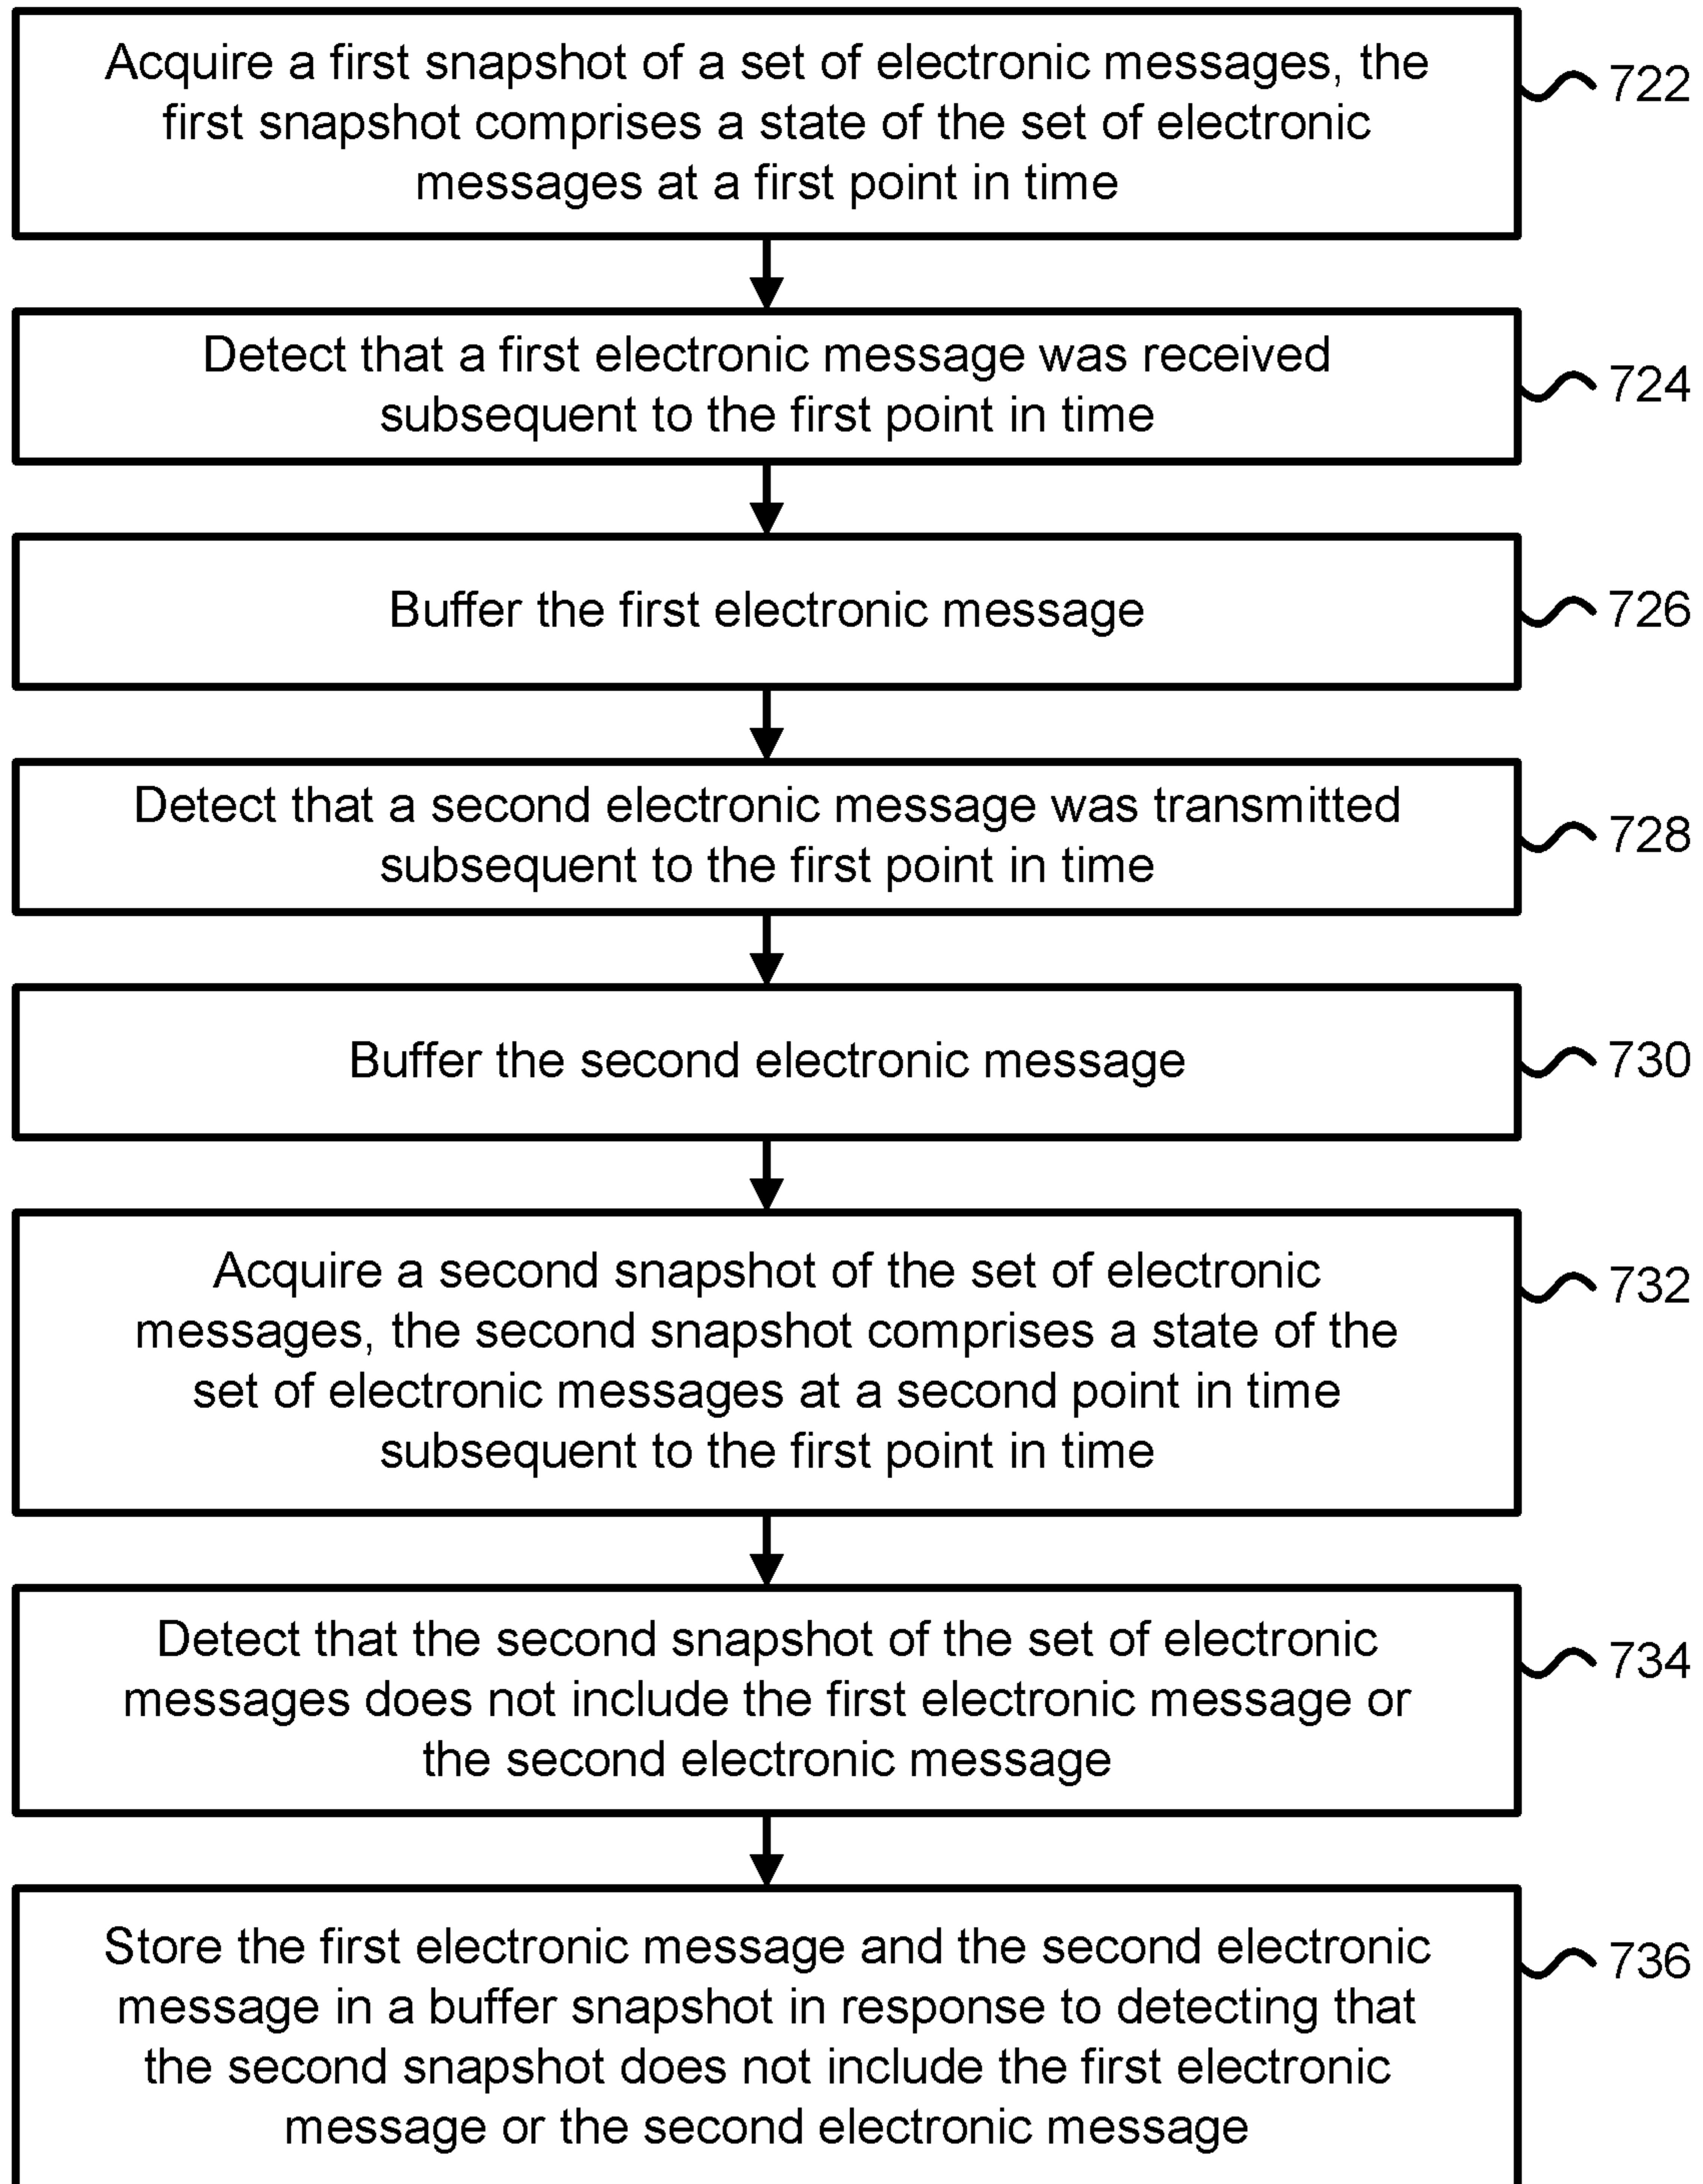 Acquire a first snapshot of a set of electronic messages, the
first snapshot comprises a state of the set of electronic
messages at a first point in time
722
Detect that a first electronic message was received
subsequent to the first point in time
724
Buffer the first electronic message
726
Detect that a second electronic message was transmitted
subsequent to the first point in time
728
Buffer the second electronic message
730
Acquire a second snapshot of the set of electronic
messages, the second snapshot comprises a state of the
set of electronic messages at a second point in time
subsequent to the first point in time
732
Detect that the second snapshot of the set of electronic
messages does not include the first electronic message or
the second electronic message
734
Store the first electronic message and the second electronic
message in a buffer snapshot in response to detecting that
the second snapshot does not include the first electronic
message or the second electronic message
736